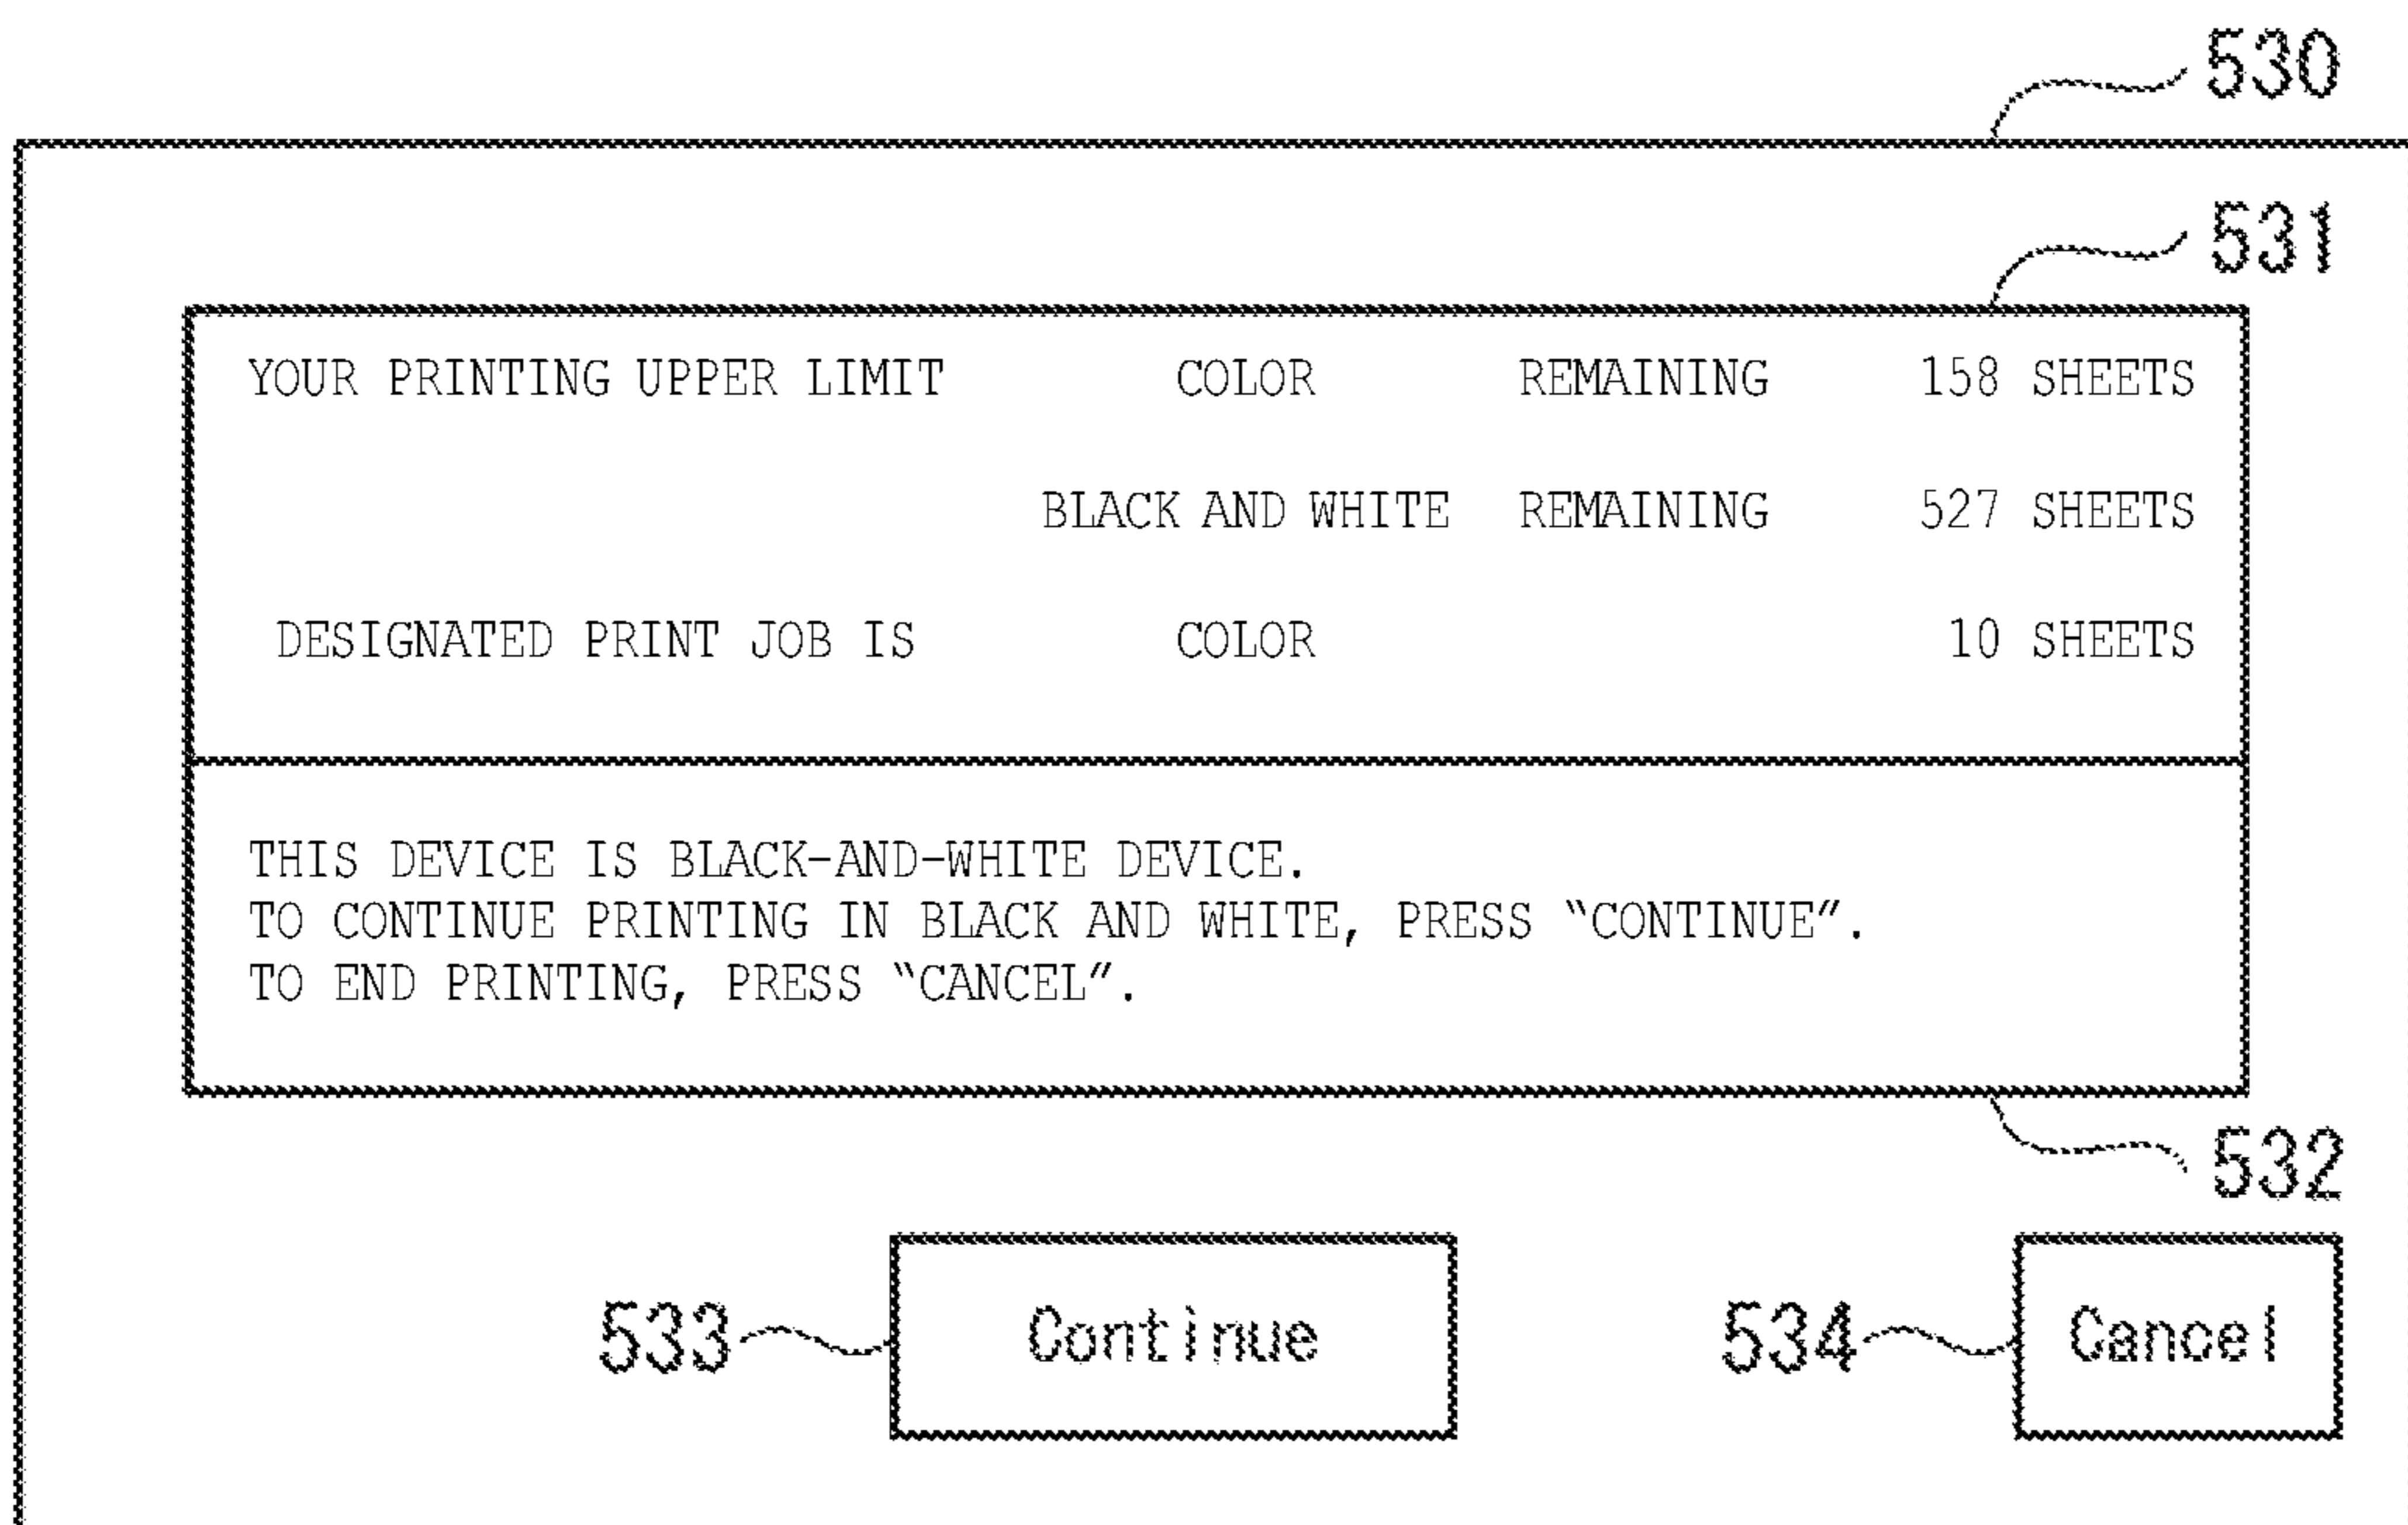 530
531
YOUR PRINTING UPPER LIMIT COLOR REMAINING 158 SHEETS
BLACK AND WHITE REMAINING 527 SHEETS
DESIGNATED PRINT JOB IS COLOR 10 SHEETS
THIS DEVICE IS BLACK-AND-WHITE DEVICE.
TO CONTINUE PRINTING IN BLACK AND WHITE, PRESS “CONTINUE”.
TO END PRINTING, PRESS “CANCEL”.
532
533 Continue 534 Cancel